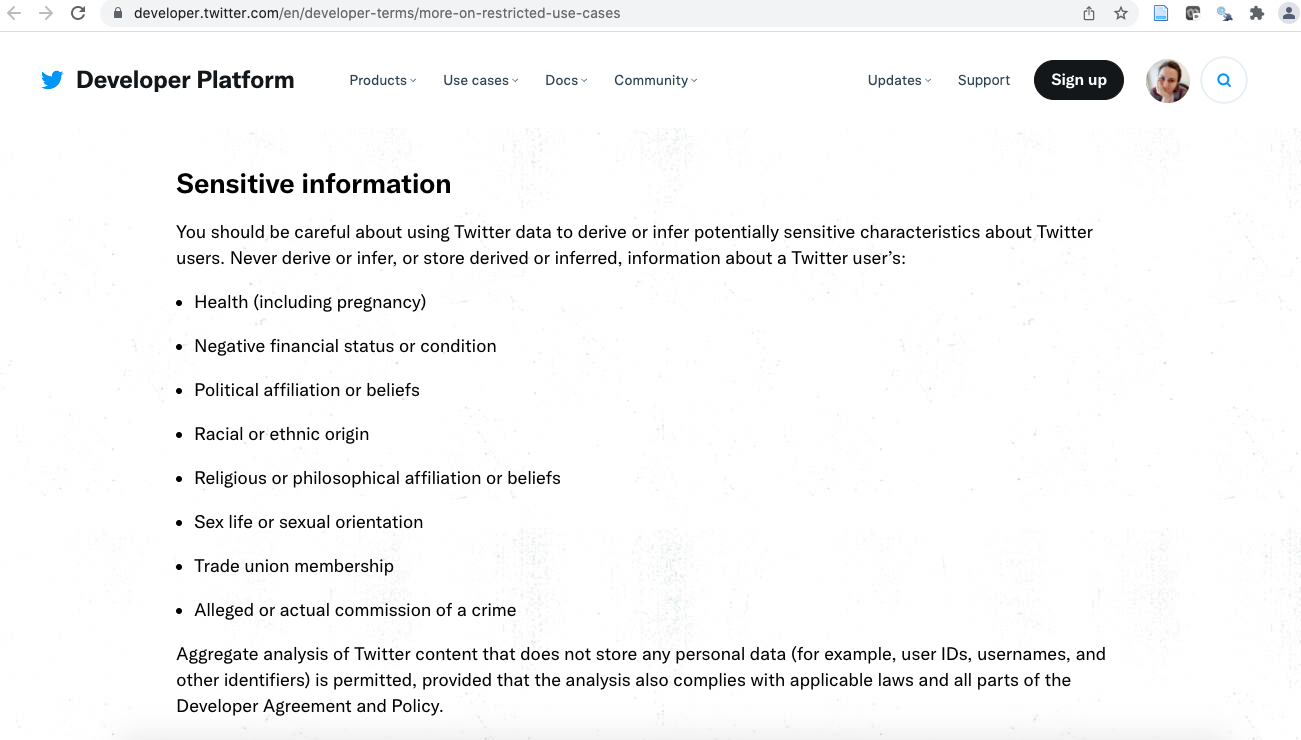 developer.twitter.com/en/developer-terms/more-on-restricted-use-cases
Developer Platform Products Use cases Docs Community Updates Support Sign up
Sensitive information
You should be careful about using Twitter data to derive or infer potentially sensitive characteristics about Twitter
users. Never derive or infer, or store derived or inferred, information about a Twitter user’s:
• Health (including pregnancy)
• Negative financial status or condition
• Political affiliation or beliefs
• Racial or ethnic origin
• Religious or philosophical affiliation or beliefs
• Sex life or sexual orientation
• Trade union membership
• Alleged or actual commission of a crime
Aggregate analysis of Twitter content that does not store any personal data (for example, user IDs, usernames, and
other identifiers) is permitted, provided that the analysis also complies with applicable laws and all parts of the
Developer Agreement and Policy.